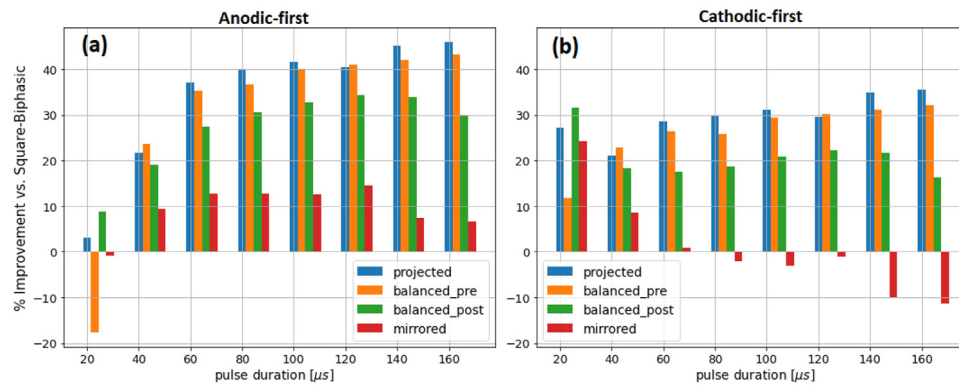 Anodic-first
Cathodic-first
(a)
(b)
% Improvement vs. Square-Biphasic
40
30
20
10
0
−10
−20
40
30
20
10
0
−10
−20
projected
balanced_pre
balanced_post
mirrored
projected
balanced_pre
balanced_post
mirrored
20 40 60 80 100 120 140 160
20 40 60 80 100 120 140 160
pulse duration [μs]
pulse duration [μs]